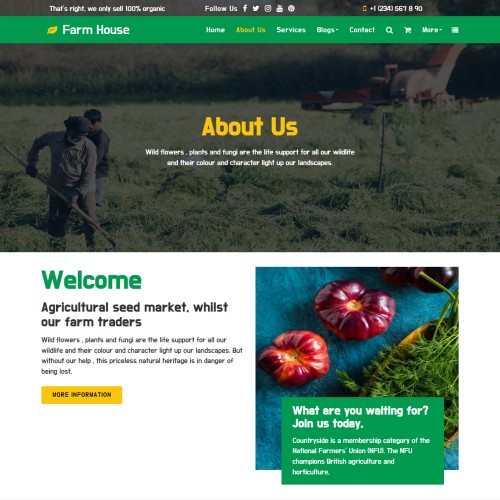 That's right, we only sell 100% organic
Follow Us
+1 (234) 567 8 90
Farm House
Home
About Us
Services
Blogs
Contact
More
About Us
Wild flowers , plants and fungi are the life support for all our wildlife
and their colour and character light up our landscapes.
Welcome
Agricultural seed market, whilst
our farm traders
Wild flowers , plants and fungi are the life support for all our
wildlife and their colour and character light up our landscapes. But
without our help , this priceless natural heritage is in danger of
being lost.
MORE INFORMATION
What are you waiting for?
Join us today.
Countryside is a membership category of the
National Farmers' Union (NFU). The NFU
champions British agriculture and
horticulture.